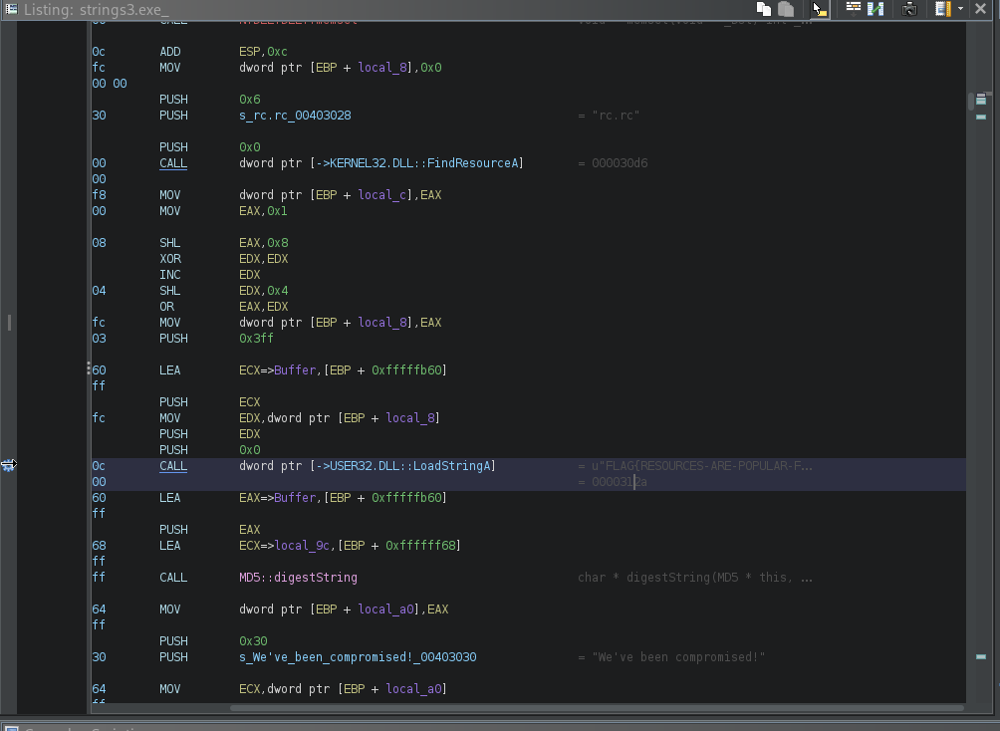 Listing: strings3.exe_
0c ADD ESP,0xc
fc MOV dword ptr [EBP + local_8],0x0
00 00
PUSH 0x6
30 PUSH s_rc.rc_00403028 = "rc.rc"
PUSH 0x0
00 CALL dword ptr [->KERNEL32.DLL::FindResourceA] = 000030d6
00
f8 MOV dword ptr [EBP + local_c],EAX
00 MOV EAX,0x1
08 SHL EAX,0x8
XOR EDX,EDX
INC EDX
04 SHL EDX,0x4
OR EAX,EDX
fc MOV dword ptr [EBP + local_8],EAX
03 PUSH 0x3ff
60 LEA ECX=>Buffer,[EBP + 0xfffffb60]
ff
PUSH ECX
fc MOV EDX,dword ptr [EBP + local_8]
PUSH EDX
PUSH 0x0
0c CALL dword ptr [->USER32.DLL::LoadStringA] = u"FLAG{RESOURCES-ARE-POPULAR-F...
00 = 0000312a
60 LEA EAX=>Buffer,[EBP + 0xfffffb60]
ff
PUSH EAX
68 LEA ECX=>local_9c,[EBP + 0xffffff68]
ff
ff CALL MD5::digestString char * digestString(MD5 * this, ...
64 MOV dword ptr [EBP + local_a0],EAX
ff
PUSH 0x30
30 PUSH s_We've_been_compromised!_00403030 = "We've been compromised!"
64 MOV ECX,dword ptr [EBP + local_a0]